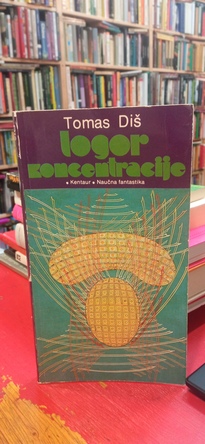 Tomas Diš
logor
koncentracije
• Kentaur • Naučna fantastika